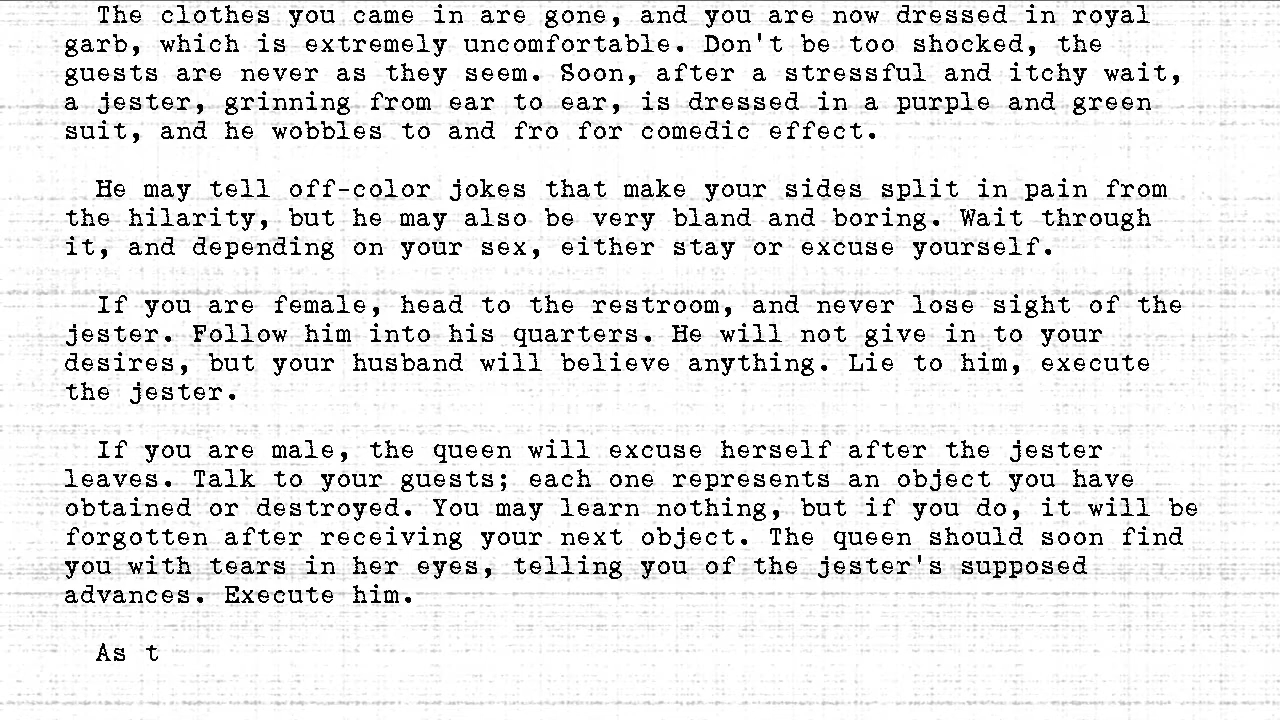 The clothes you came in are gone, and you are now dressed in royal
garb, which is extremely uncomfortable. Don't be too shocked, the
guests are never as they seem. Soon, after a stressful and itchy wait,
a jester, grinning from ear to ear, is dressed in a purple and green
suit, and he wobbles to and fro for comedic effect.
He may tell off-color jokes that make your sides split in pain from
the hilarity, but he may also be very bland and boring. Wait through
it, and depending on your sex, either stay or excuse yourself.
If you are female, head to the restroom, and never lose sight of the
jester. Follow him into his quarters. He will not give in to your
desires, but your husband will believe anything. Lie to him, execute
the jester.
If you are male, the queen will excuse herself after the jester
leaves. Talk to your guests; each one represents an object you have
obtained or destroyed. You may learn nothing, but if you do, it will be
forgotten after receiving your next object. The queen should soon find
you with tears in her eyes, telling you of the jester's supposed
advances. Execute him.
As t